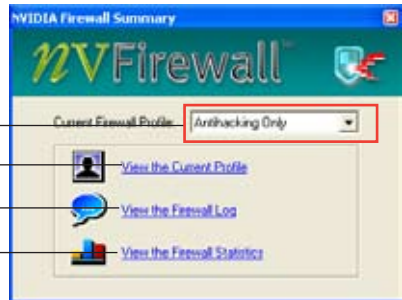 NVIDIA Firewall Summary
nVFirewall™
Current Firewall Profile: Antihacking Only
View the Current Profile
View the Firewall Log
View the Firewall Statistics